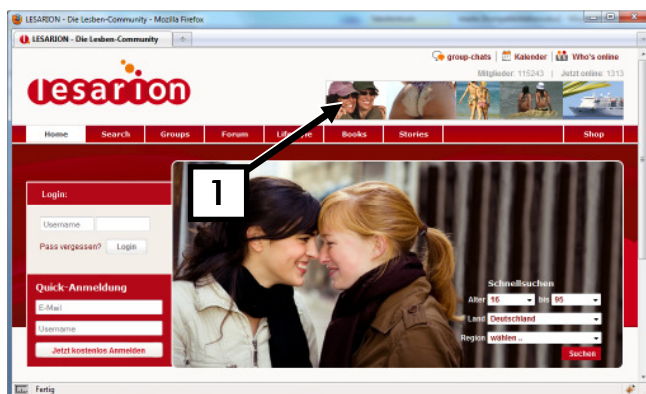 LESARION - Die Lesben-Community - Mozilla Firefox
LESARION - Die Lesben-Community
group-chats | Kalender | Who's online
Mitglieder: 115243 | Jetzt online: 1313
lesarion
Home Search Groups Forum Books Stories Shop
1
Login:
Username
Pass vergessen? Login
Quick-Anmeldung
E-Mail
Username
Jetzt kostenlos Anmelden
Schnellsuchen
Alter 16 bis 95
Land Deutschland
Region wählen ..
Suchen
Fertig